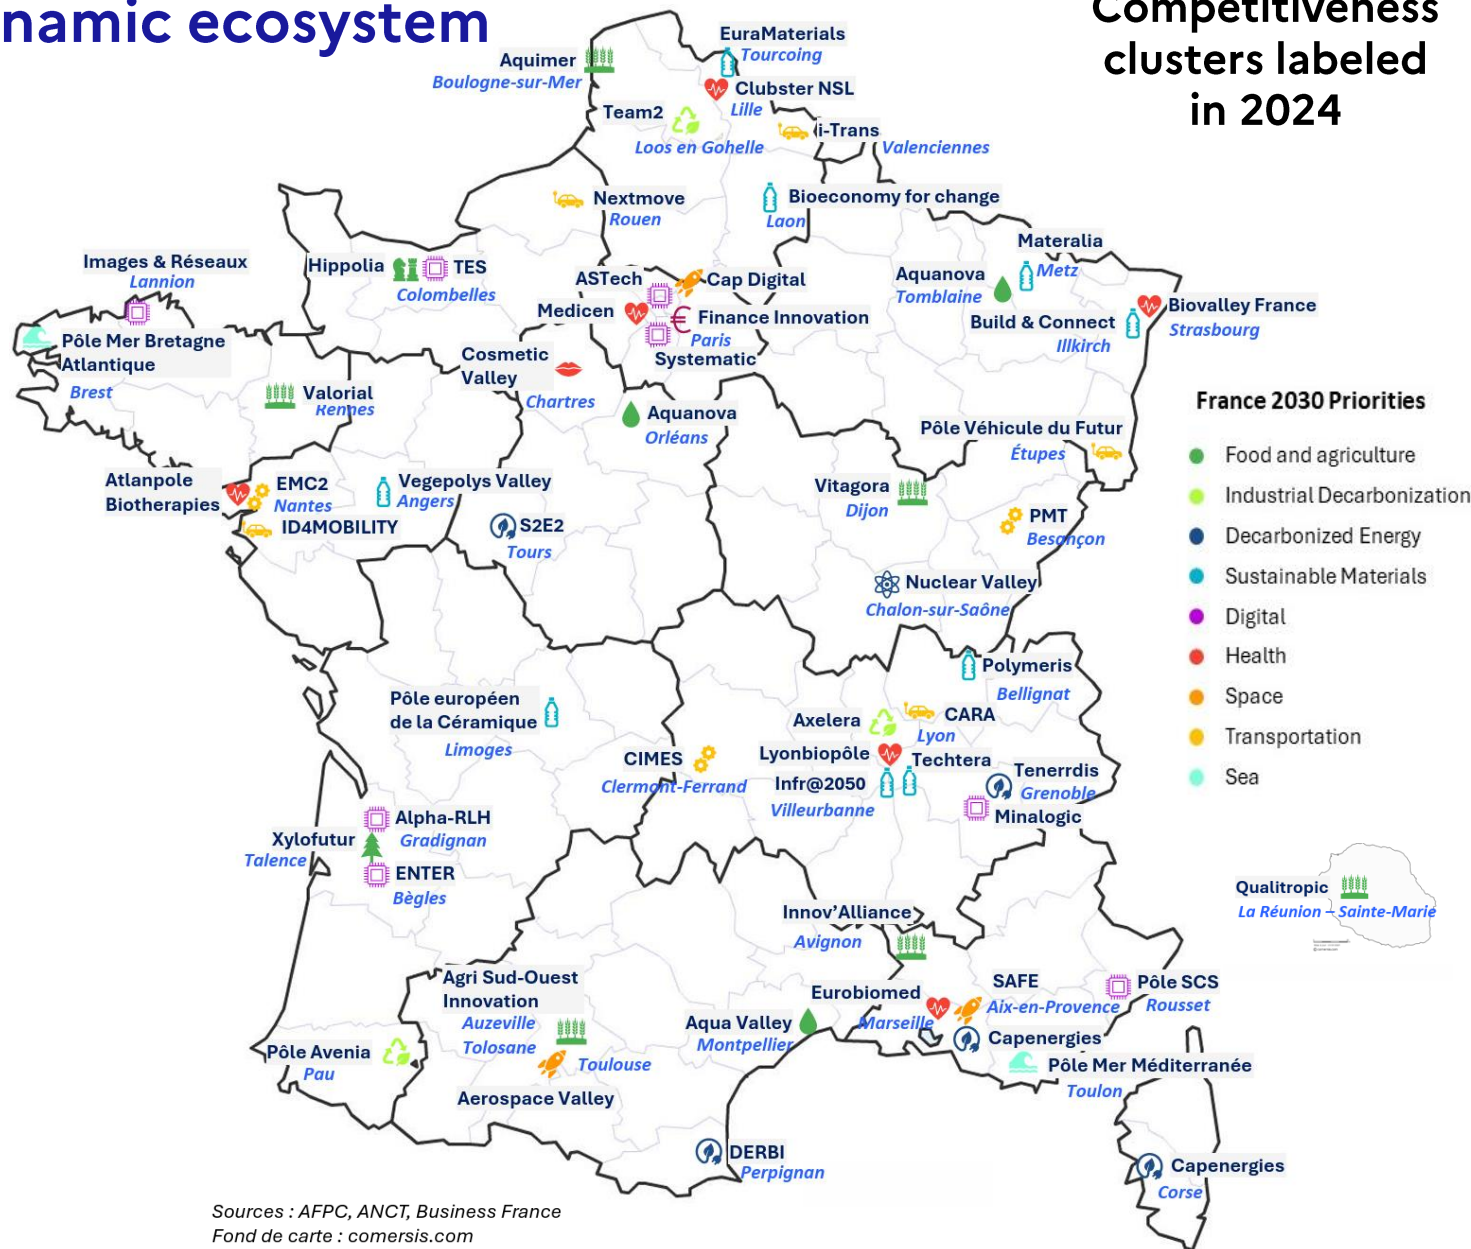 namic ecosystem
Competitiveness
clusters labeled
in 2024
EuraMaterials
Tourcoing
Aquimer
Boulogne-sur-Mer
Clubster NSL
Lille
Team2
Loos en Gohelle
i-Trans
Valenciennes
Nextmove
Rouen
Bioeconomy for change
Laon
Materalia
Metz
Images & Réseaux
Lannion
Hippolia
TES
Colombelles
ASTech
Cap Digital
Aquanova
Tomblaine
Medicen
Finance Innovation
Paris
Systematic
Build & Connect
Illkirch
Biovalley France
Strasbourg
Pôle Mer Bretagne
Atlantique
Brest
Cosmetic
Valley
Chartres
Valorial
Rennes
Aquanova
Orléans
Pôle Véhicule du Futur
Étupes
France 2030 Priorities
Food and agriculture
Industrial Decarbonization
Decarbonized Energy
Sustainable Materials
Digital
Health
Space
Transportation
Sea
Atlanpole
Biotherapies
EMC2
Nantes
ID4MOBILITY
Vegepolys Valley
Angers
S2E2
Tours
Vitagora
Dijon
PMT
Besançon
Nuclear Valley
Chalon-sur-Saône
Polymeris
Bellignat
Pôle européen
de la Céramique
Limoges
Axelera
CARA
Lyon
CIMES
Clermont-Ferrand
Lyonbiopôle
Techtera
Infr@2050
Villeurbanne
Tenerrdis
Grenoble
Minalogic
Alpha-RLH
Gradignan
Xylofutur
Talence
ENTER
Bègles
Qualitropic
La Réunion – Sainte-Marie
Innov’Alliance
Avignon
Agri Sud-Ouest
Innovation
Auzeville
Tolosane
Toulouse
Aerospace Valley
Eurobiomed
Marseille
SAFE
Aix-en-Provence
Pôle SCS
Rousset
Aqua Valley
Montpellier
Capenergies
Pôle Mer Méditerranée
Toulon
Pôle Avenia
Pau
DERBI
Perpignan
Capenergies
Corse
Sources : AFPC, ANCT, Business France
Fond de carte : comersis.com